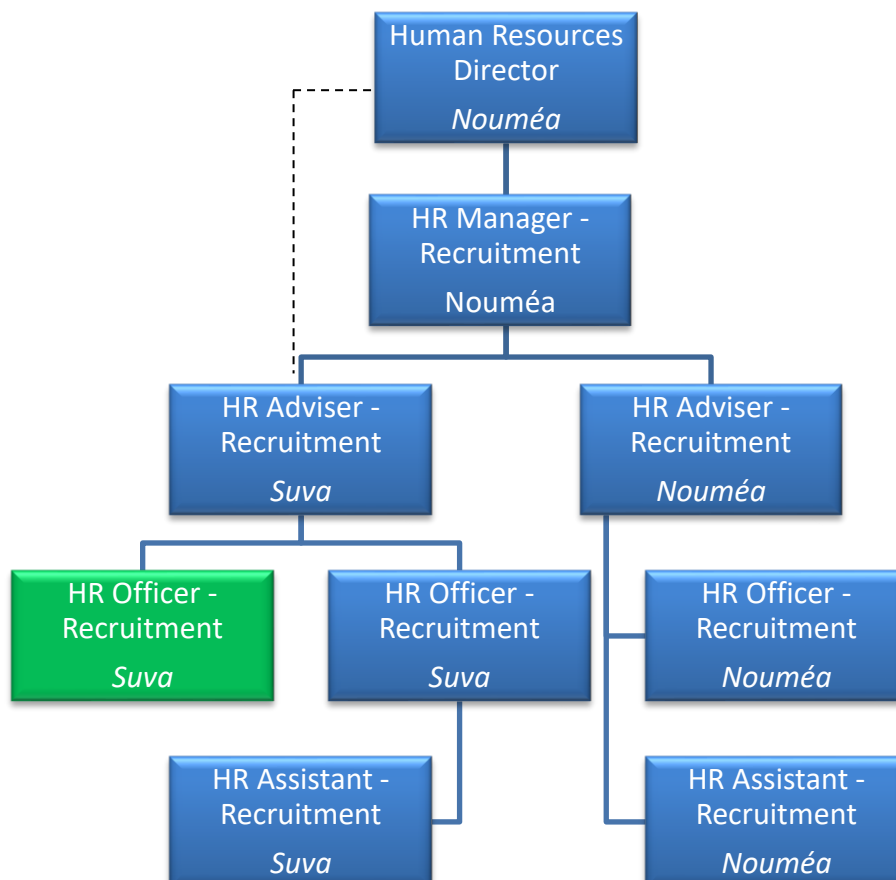 Human Resources
Director
Nouméa
HR Manager -
Recruitment
Nouméa
HR Adviser -
Recruitment
Suva
HR Adviser -
Recruitment
Nouméa
HR Officer -
Recruitment
Suva
HR Officer -
Recruitment
Suva
HR Officer -
Recruitment
Nouméa
HR Assistant -
Recruitment
Suva
HR Assistant -
Recruitment
Nouméa